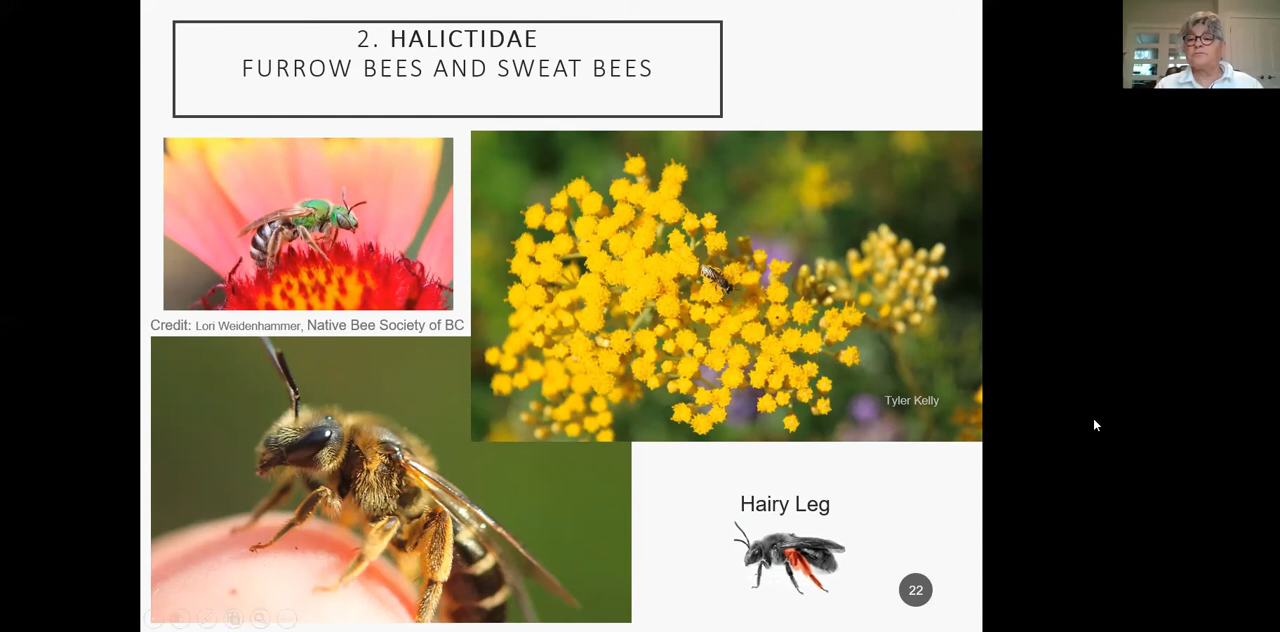 2. HALICTIDAE
FURROW BEES AND SWEAT BEES
Credit: Lori Weidenhammer, Native Bee Society of BC
Tyler Kelly
Hairy Leg
22